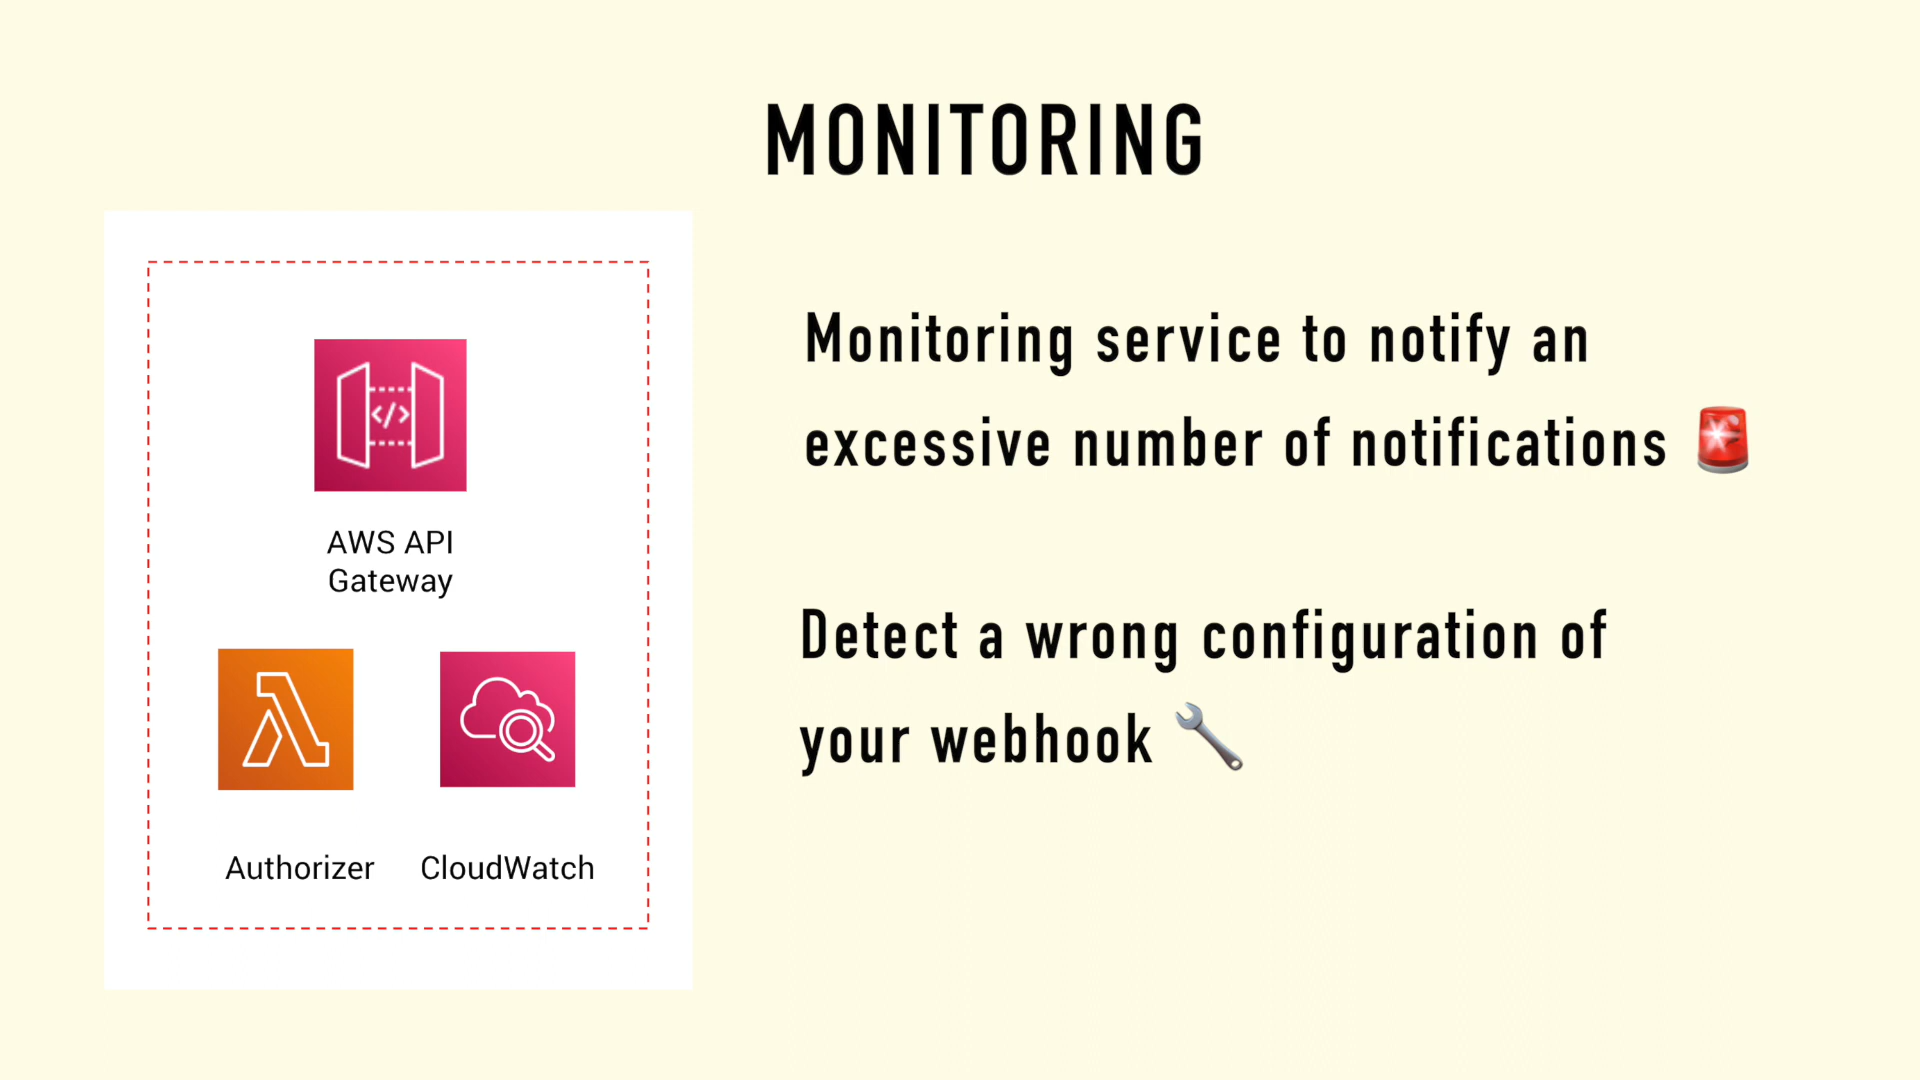 MONITORING
</>
AWS API
Gateway
Authorizer CloudWatch
Monitoring service to notify an
excessive number of notifications 🚨
Detect a wrong configuration of
your webhook 🔧